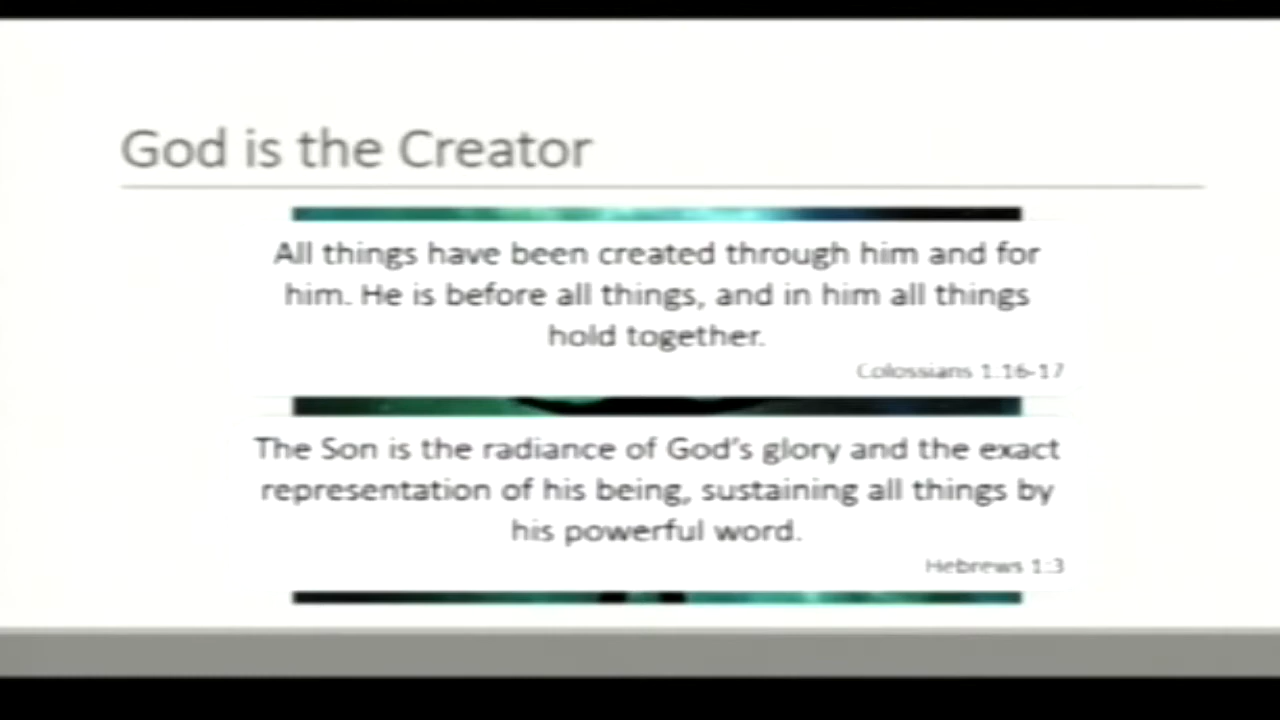 God is the Creator
All things have been created through him and for
him. He is before all things, and in him all things
hold together.
Colossians 1.16-17
The Son is the radiance of God's glory and the exact
representation of his being, sustaining all things by
his powerful word.
Hebrews 1:3